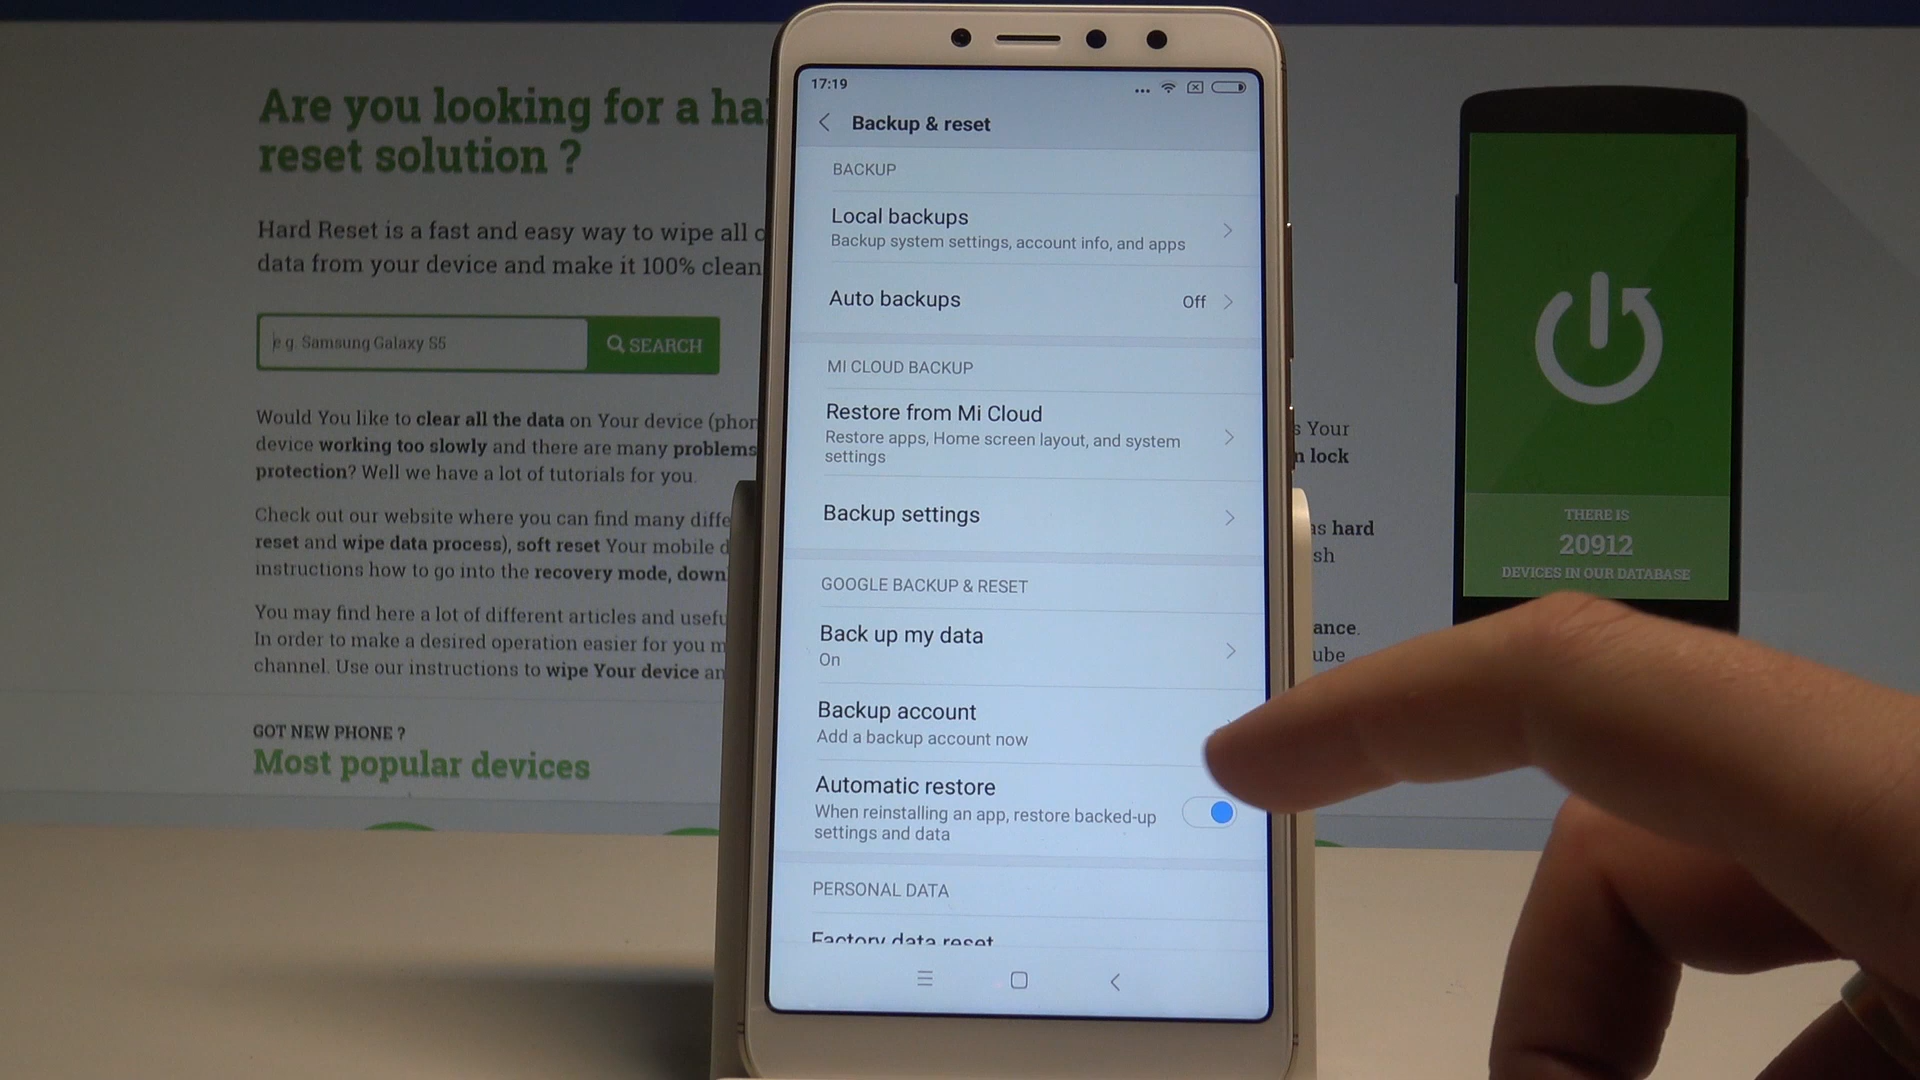 Are you looking for a ha
reset solution ?
Hard Reset is a fast and easy way to wipe all
data from your device and make it 100% clean
e.g. Samsung Galaxy S5
SEARCH
Would You like to clear all the data on Your device (phon
device working too slowly and there are many problems
protection? Well we have a lot of tutorials for you.
Check out our website where you can find many diffe
reset and wipe data process), soft reset Your mobile d
instructions how to go into the recovery mode, down
You may find here a lot of different articles and usefu
In order to make a desired operation easier for you m
channel. Use our instructions to wipe Your device an
GOT NEW PHONE ?
Most popular devices
17:19
Backup & reset
BACKUP
Local backups
Backup system settings, account info, and apps
Auto backups
Off
MI CLOUD BACKUP
Restore from Mi Cloud
Restore apps, Home screen layout, and system
settings
Backup settings
GOOGLE BACKUP & RESET
Back up my data
On
Backup account
Add a backup account now
Automatic restore
When reinstalling an app, restore backed-up
settings and data
PERSONAL DATA
Factory data reset
s Your
n lock
as hard
sh
ance.
ube
THERE IS
20912
DEVICES IN OUR DATABASE